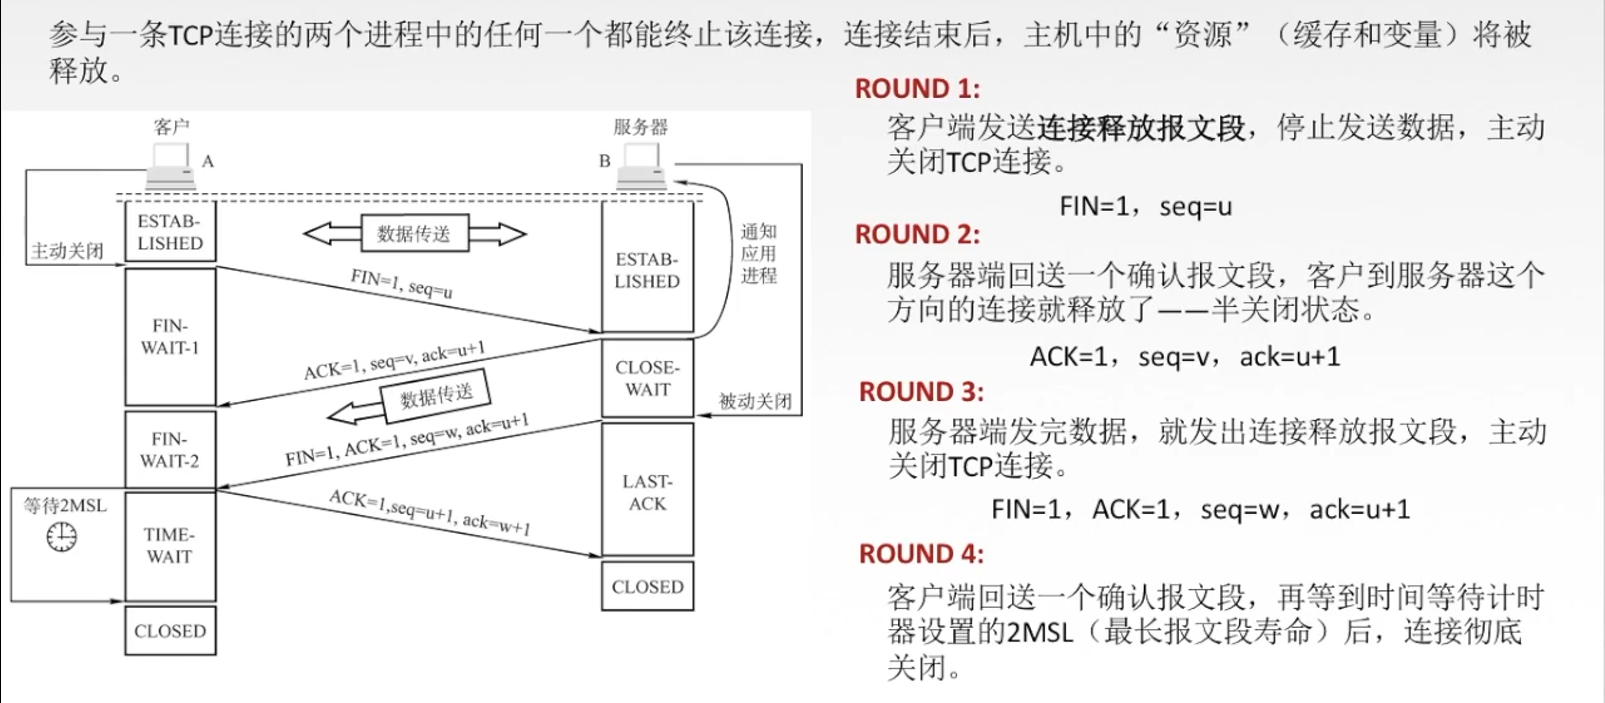 参与一条TCP连接的两个进程中的任何一个都能终止该连接，连接结束后，主机中的“资源”（缓存和变量）将被
释放。
客户
A
服务器
B
ESTAB-
LISHED
主动关闭
数据传送
FIN=1, seq=u
ESTAB-
LISHED
通知
应用
进程
FIN-
WAIT-1
ACK=1, seq=v, ack=u+1
数据传送
CLOSE-
WAIT
被动关闭
FIN-
WAIT-2
FIN=1, ACK=1, seq=w, ack=u+1
等待2MSL
ACK=1,seq=u+1, ack=w+1
LAST-
ACK
TIME-
WAIT
CLOSED
CLOSED
ROUND 1:
客户端发送连接释放报文段，停止发送数据，主动
关闭TCP连接。
FIN=1，seq=u
ROUND 2:
服务器端回送一个确认报文段，客户到服务器这个
方向的连接就释放了——半关闭状态。
ACK=1，seq=v，ack=u+1
ROUND 3:
服务器端发完数据，就发出连接释放报文段，主动
关闭TCP连接。
FIN=1，ACK=1，seq=w，ack=u+1
ROUND 4:
客户端回送一个确认报文段，再等到时间等待计时
器设置的2MSL（最长报文段寿命）后，连接彻底
关闭。